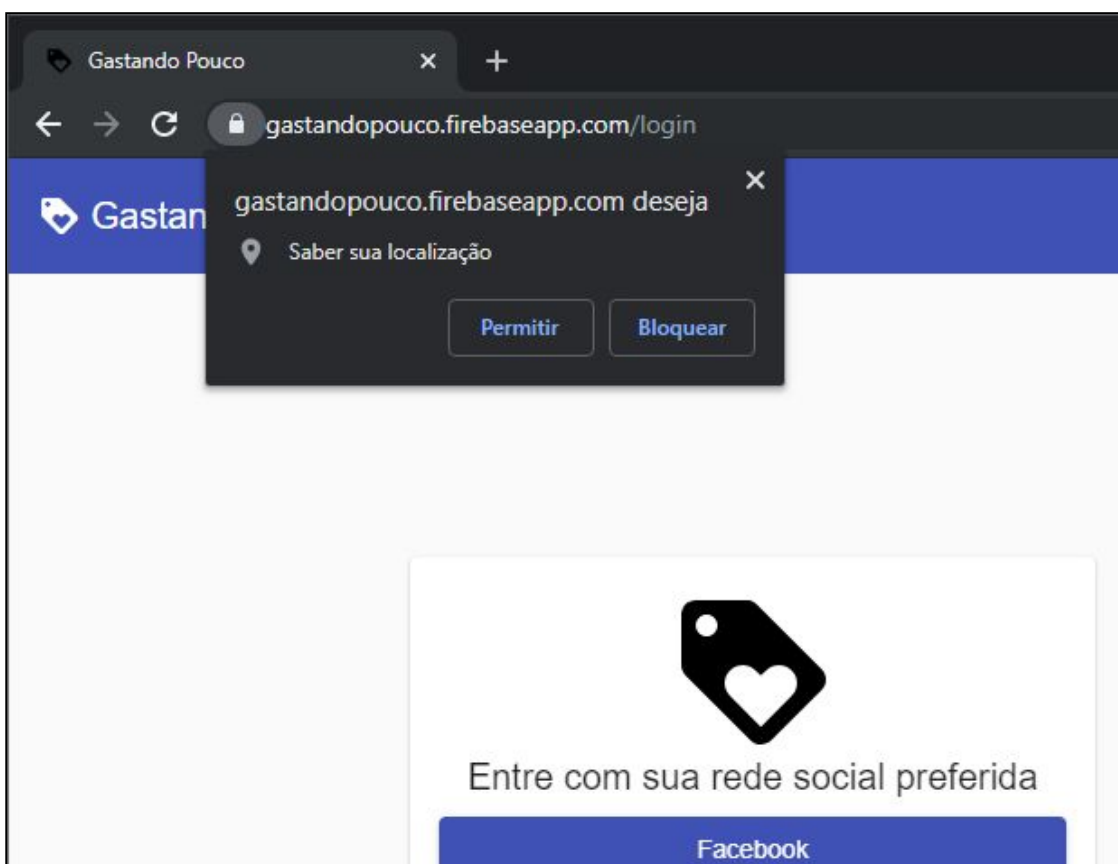 Gastando Pouco
gastandopouco.firebaseapp.com/login
gastandopouco.firebaseapp.com deseja
Saber sua localização
Permitir Bloquear
Gastan
Entre com sua rede social preferida
Facebook